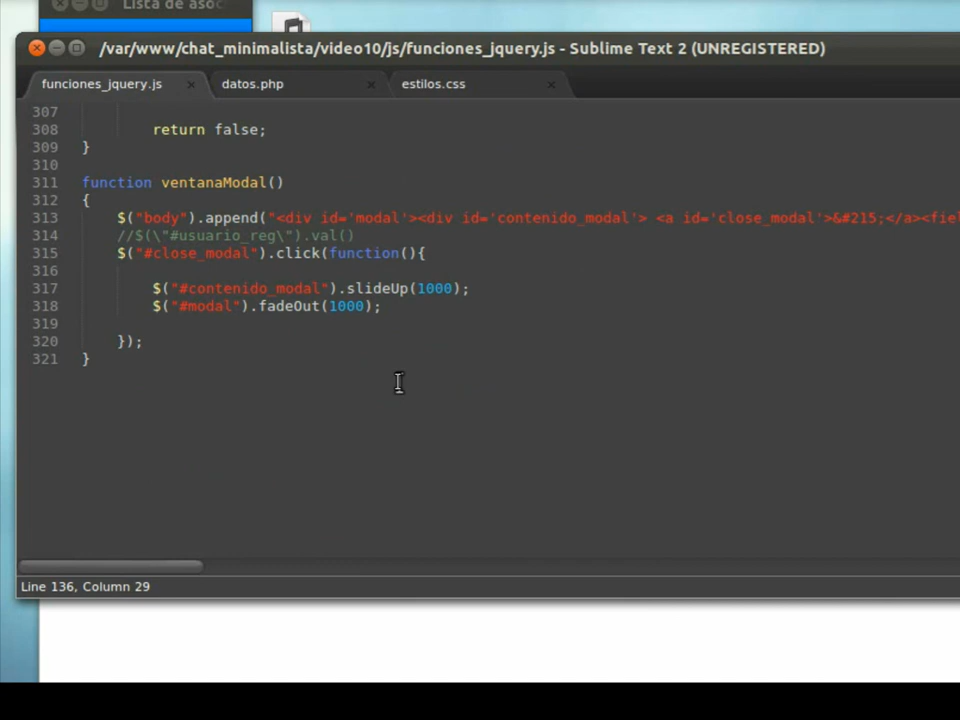 Lista de asoc
/var/www/chat_minimalista/video10/js/funciones_jquery.js - Sublime Text 2 (UNREGISTERED)
funciones_jquery.js × datos.php × estilos.css ×
307
308 return false;
309 }
310
311 function ventanaModal()
312 {
313 $("body").append("<div id='modal'><div id='contenido_modal'> <a id='close_modal'>&#215;</a><fiel
314 //$(\"#usuario_reg\").val()
315 $("#close_modal").click(function(){
316
317 $("#contenido_modal").slideUp(1000);
318 $("#modal").fadeOut(1000);
319
320 });
321 }
Line 136, Column 29